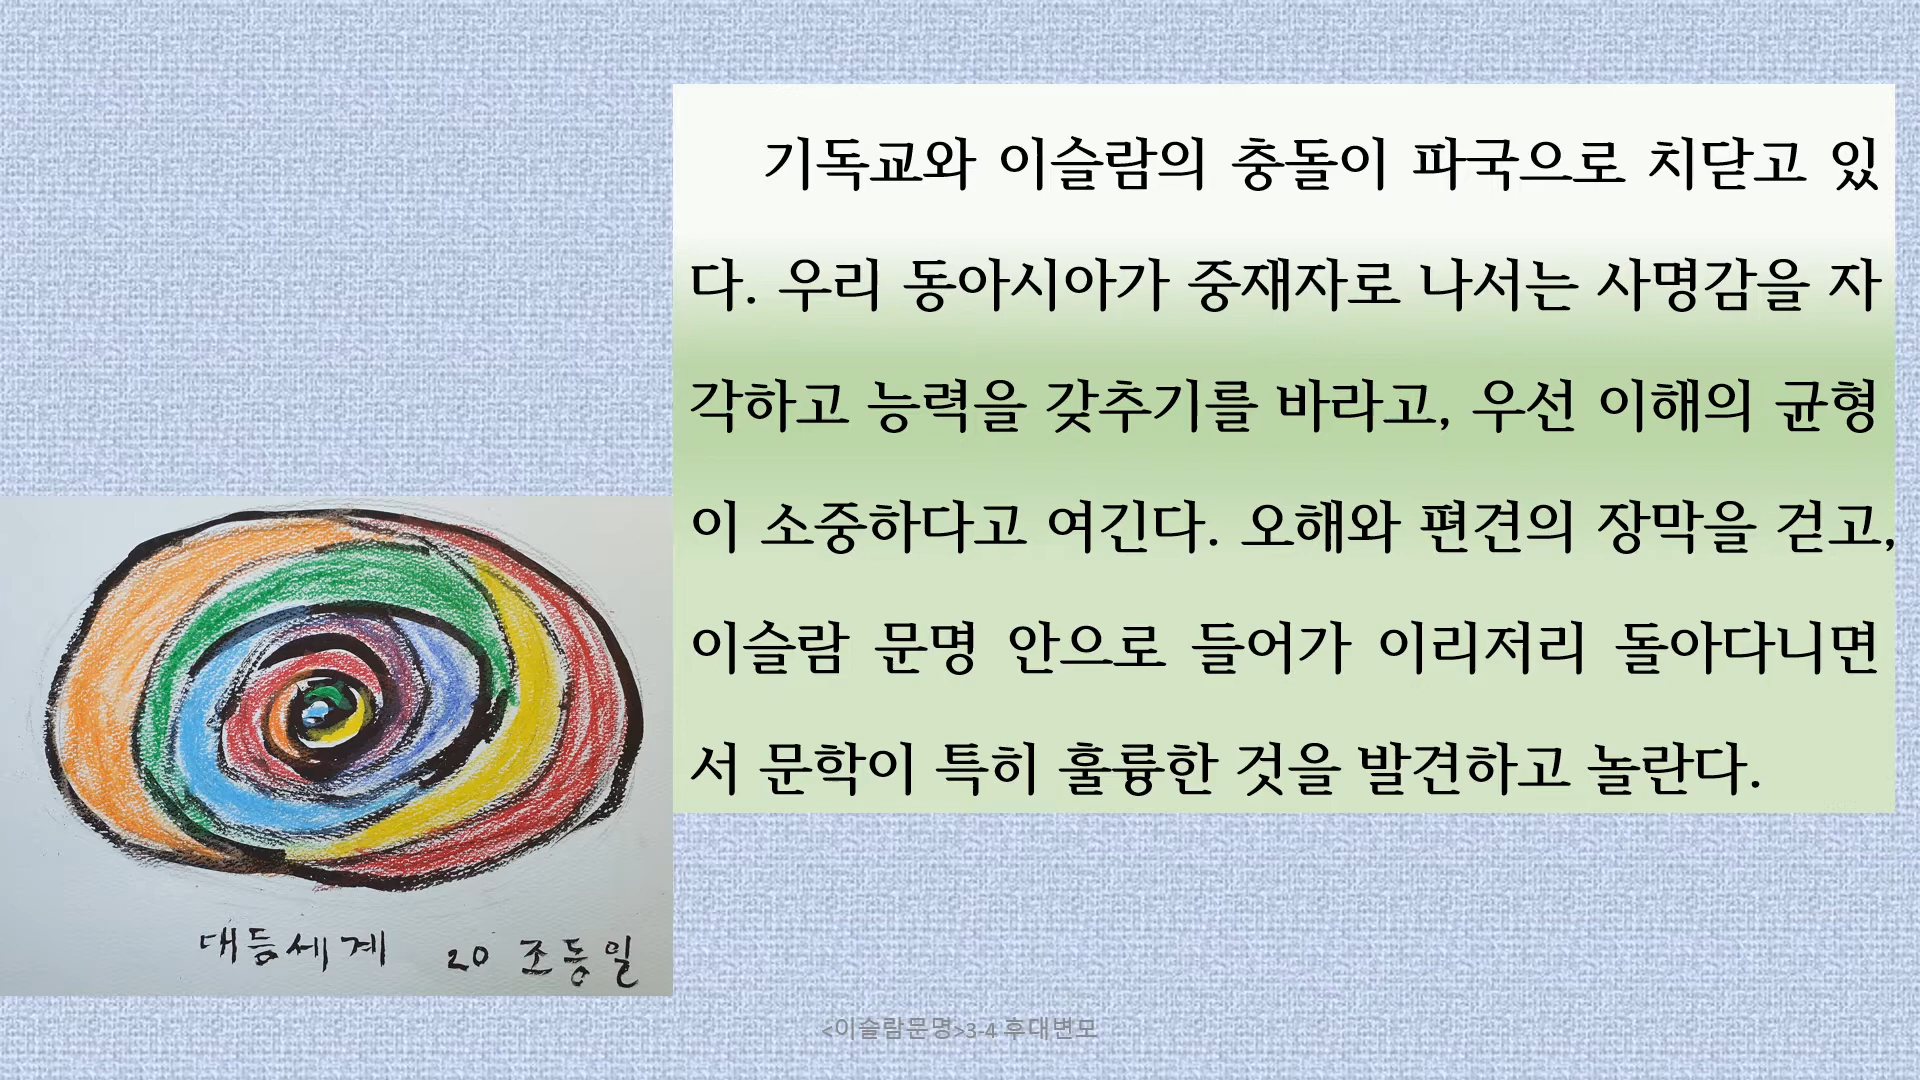 기독교와 이슬람의 충돌이 파국으로 치닫고 있
다. 우리 동아시아가 중재자로 나서는 사명감을 자
각하고 능력을 갖추기를 바라고, 우선 이해의 균형
이 소중하다고 여긴다. 오해와 편견의 장막을 걷고,
이슬람 문명 안으로 들어가 이리저리 돌아다니면
서 문학이 특히 훌륭한 것을 발견하고 놀란다.
대등세계 20 조동일
<이슬람문명>3-4 후대변모